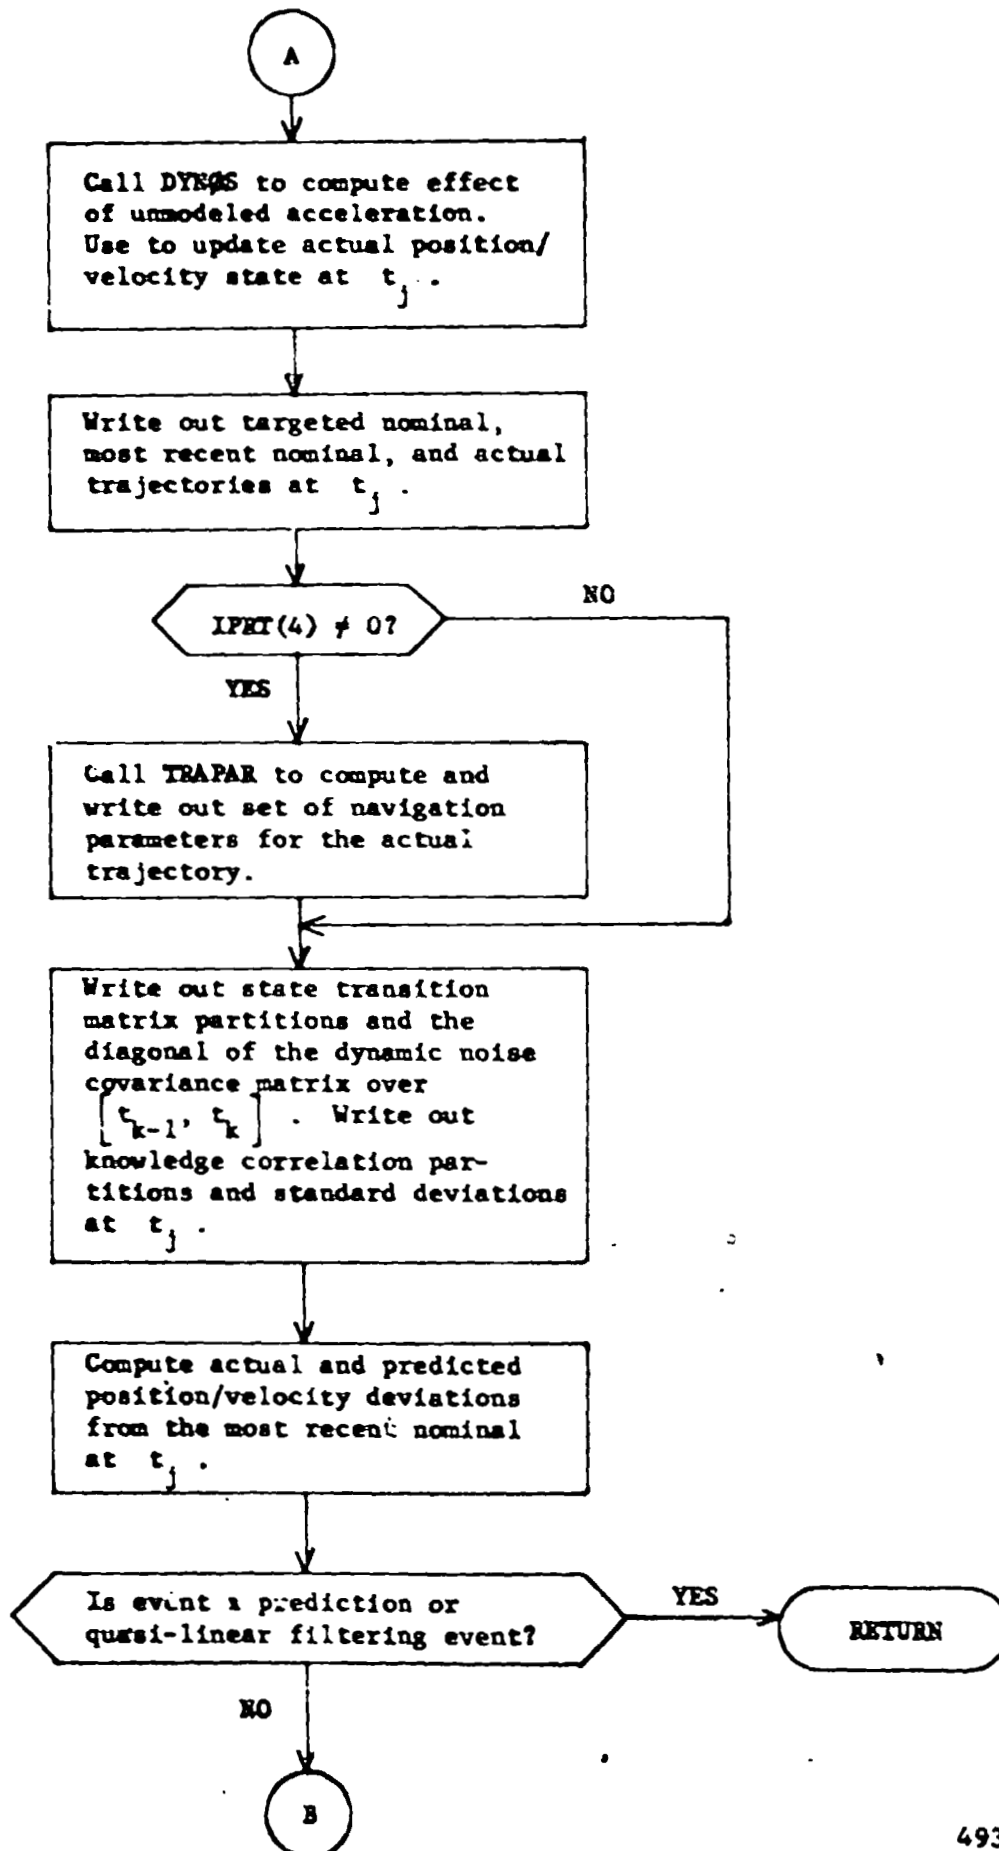 A
Call DYNØS to compute effect
of unmodeled acceleration.
Use to update actual position/
velocity state at t_j .
Write out targeted nominal,
most recent nominal, and actual
trajectories at t_j .
IPRT(4) ≠ 0?
NO
YES
Call TRAPAR to compute and
write out set of navigation
parameters for the actual
trajectory.
Write out state transition
matrix partitions and the
diagonal of the dynamic noise
covariance matrix over
[t_k-1, t_k] . Write out
knowledge correlation par-
titions and standard deviations
at t_j .
Compute actual and predicted
position/velocity deviations
from the most recent nominal
at t_j .
Is event a prediction or
quasi-linear filtering event?
YES
RETURN
NO
B
493